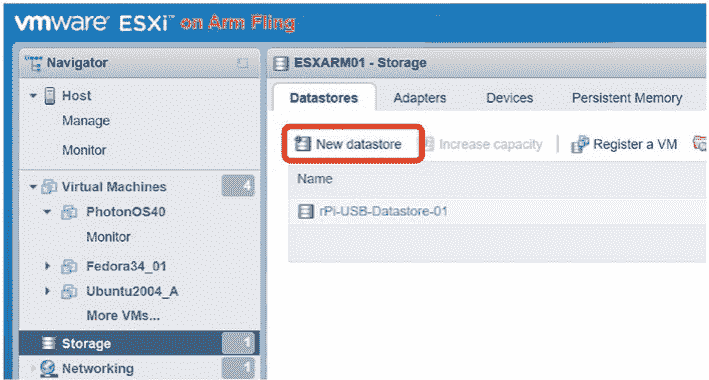 vmware ESXi™ on Arm Fling
Navigator
Host
Manage
Monitor
Virtual Machines 4
PhotonOS40
Monitor
Fedora34_01
Ubuntu2004_A
More VMs...
Storage 1
Networking 1
ESXARM01 - Storage
Datastores Adapters Devices Persistent Memory
New datastore Increase capacity Register a VM
Name
rPi-USB-Datastore-01